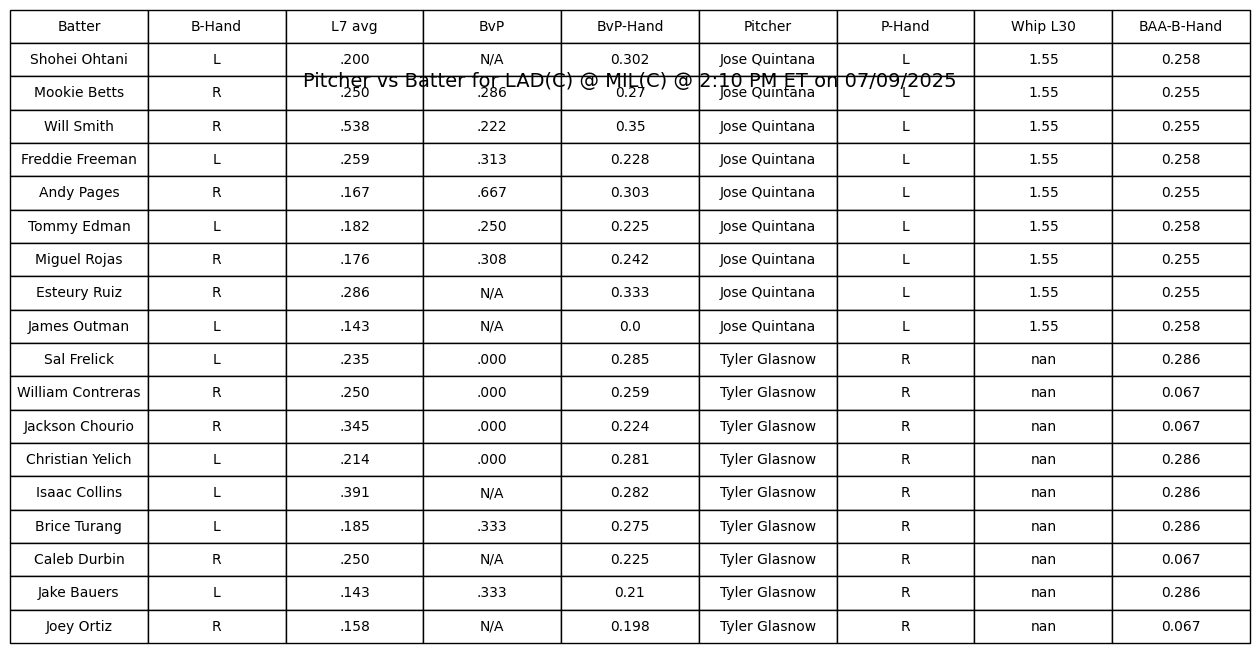 Batter B-Hand L7 avg BvP BvP-Hand Pitcher P-Hand Whip L30 BAA-B-Hand
Shohei Ohtani L .200 N/A 0.302 Jose Quintana L 1.55 0.258
Pitcher vs Batter for LAD(C) @ MIL(C) @ 2:10 PM ET on 07/09/2025
Mookie Betts R .250 .286 0.27 Jose Quintana L 1.55 0.255
Will Smith R .538 .222 0.35 Jose Quintana L 1.55 0.255
Freddie Freeman L .259 .313 0.228 Jose Quintana L 1.55 0.258
Andy Pages R .167 .667 0.303 Jose Quintana L 1.55 0.255
Tommy Edman L .182 .250 0.225 Jose Quintana L 1.55 0.258
Miguel Rojas R .176 .308 0.242 Jose Quintana L 1.55 0.255
Esteury Ruiz R .286 N/A 0.333 Jose Quintana L 1.55 0.255
James Outman L .143 N/A 0.0 Jose Quintana L 1.55 0.258
Sal Frelick L .235 .000 0.285 Tyler Glasnow R nan 0.286
William Contreras R .250 .000 0.259 Tyler Glasnow R nan 0.067
Jackson Chourio R .345 .000 0.224 Tyler Glasnow R nan 0.067
Christian Yelich L .214 .000 0.281 Tyler Glasnow R nan 0.286
Isaac Collins L .391 N/A 0.282 Tyler Glasnow R nan 0.286
Brice Turang L .185 .333 0.275 Tyler Glasnow R nan 0.286
Caleb Durbin R .250 N/A 0.225 Tyler Glasnow R nan 0.067
Jake Bauers L .143 .333 0.21 Tyler Glasnow R nan 0.286
Joey Ortiz R .158 N/A 0.198 Tyler Glasnow R nan 0.067